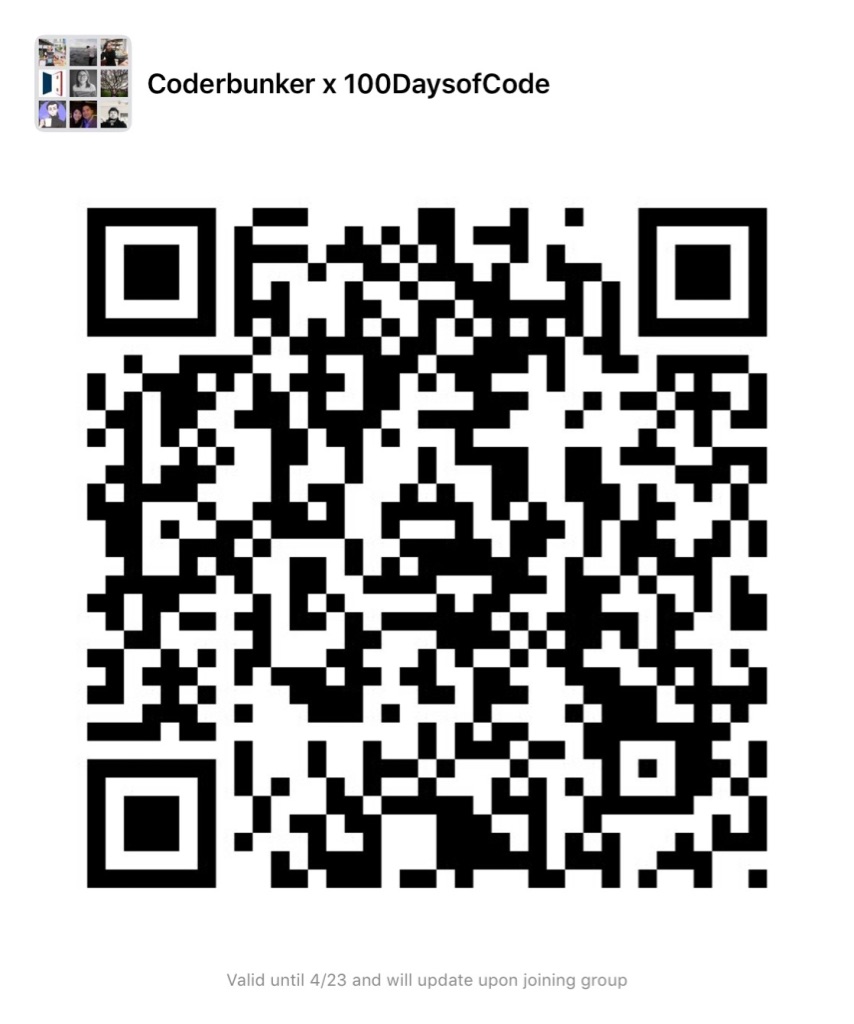 Coderbunker x 100DaysofCode
Valid until 4/23 and will update upon joining group